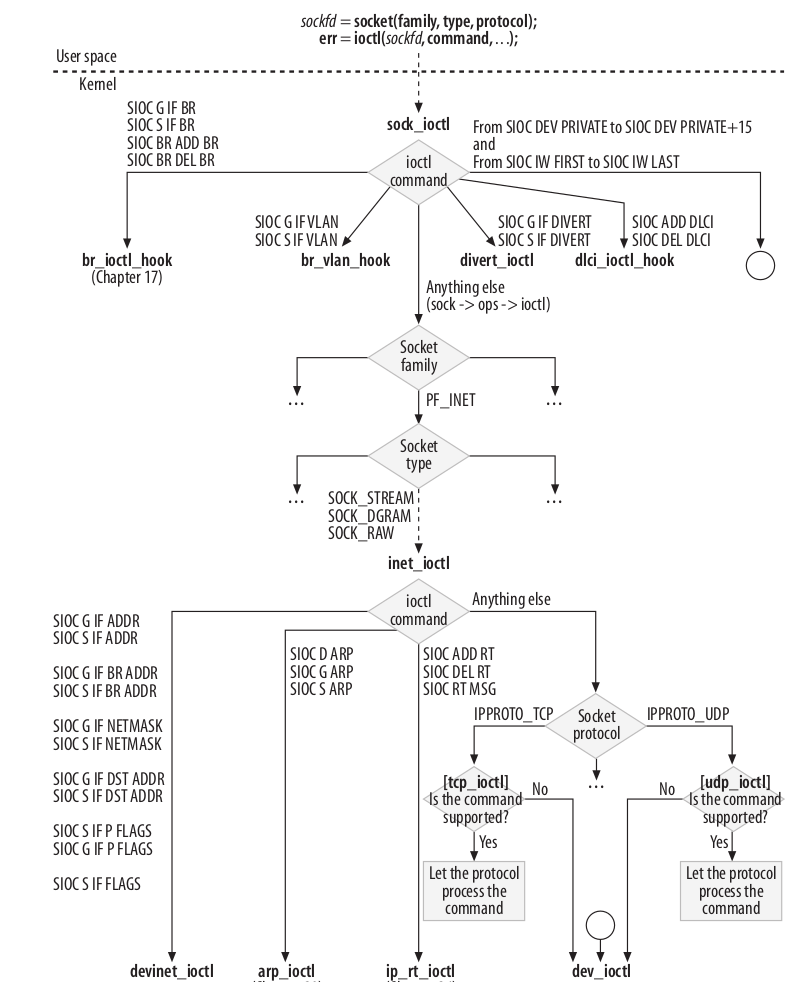 sockfd = socket(family, type, protocol);
err = ioctl(sockfd, command, ...);
User space
Kernel
sock_ioctl
SIOC G IF BR
SIOC S IF BR
SIOC BR ADD BR
SIOC BR DEL BR
From SIOC DEV PRIVATE to SIOC DEV PRIVATE+15
and
From SIOC IW FIRST to SIOC IW LAST
ioctl
command
SIOC G IF VLAN
SIOC S IF VLAN
SIOC G IF DIVERT
SIOC S IF DIVERT
SIOC ADD DLCI
SIOC DEL DLCI
br_ioctl_hook
(Chapter 17)
br_vlan_hook
divert_ioctl
dlci_ioctl_hook
Anything else
(sock -> ops -> ioctl)
Socket
family
...
...
PF_INET
Socket
type
...
...
SOCK_STREAM
SOCK_DGRAM
SOCK_RAW
inet_ioctl
ioctl
command
Anything else
SIOC G IF ADDR
SIOC S IF ADDR
SIOC G IF BR ADDR
SIOC S IF BR ADDR
SIOC G IF NETMASK
SIOC S IF NETMASK
SIOC G IF DST ADDR
SIOC S IF DST ADDR
SIOC S IF P FLAGS
SIOC G IF P FLAGS
SIOC S IF FLAGS
SIOC D ARP
SIOC G ARP
SIOC S ARP
SIOC ADD RT
SIOC DEL RT
SIOC RT MSG
IPPROTO_TCP
Socket
protocol
IPPROTO_UDP
...
[tcp_ioctl]
Is the command
supported?
No
Yes
Let the protocol
process the
command
[udp_ioctl]
Is the command
supported?
No
Yes
Let the protocol
process the
command
devinet_ioctl
arp_ioctl
ip_rt_ioctl
dev_ioctl